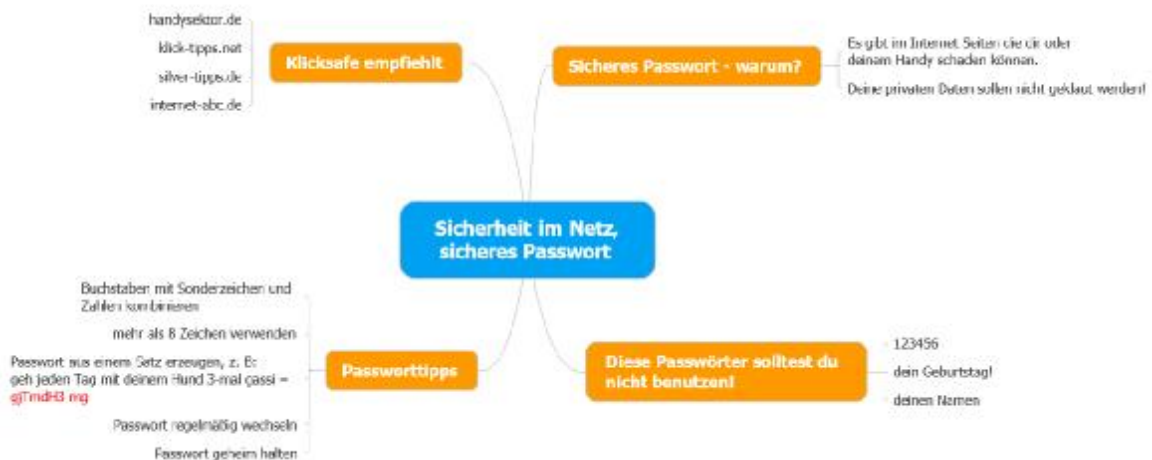 handysektor.de
klick-tipps.net
silver-tipps.de
internet-abc.de
Klicksafe empfiehlt
Sicheres Passwort - warum?
Es gibt im Internet Seiten die dir oder
deinem Handy schaden können.
Deine privaten Daten sollen nicht geklaut werden!
Sicherheit im Netz,
sicheres Passwort
Buchstaben mit Sonderzeichen und
Zahlen kombinieren
mehr als 8 Zeichen verwenden
Passwort aus einem Satz erzeugen, z. B:
geh jeden Tag mit deinem Hund 3-mal gassi =
gjTmdH3-mg
Passwort regelmäßig wechseln
Passwort geheim halten
Passworttipps
Diese Passwörter solltest du
nicht benutzen!
123456
dein Geburtstag!
deinen Namen